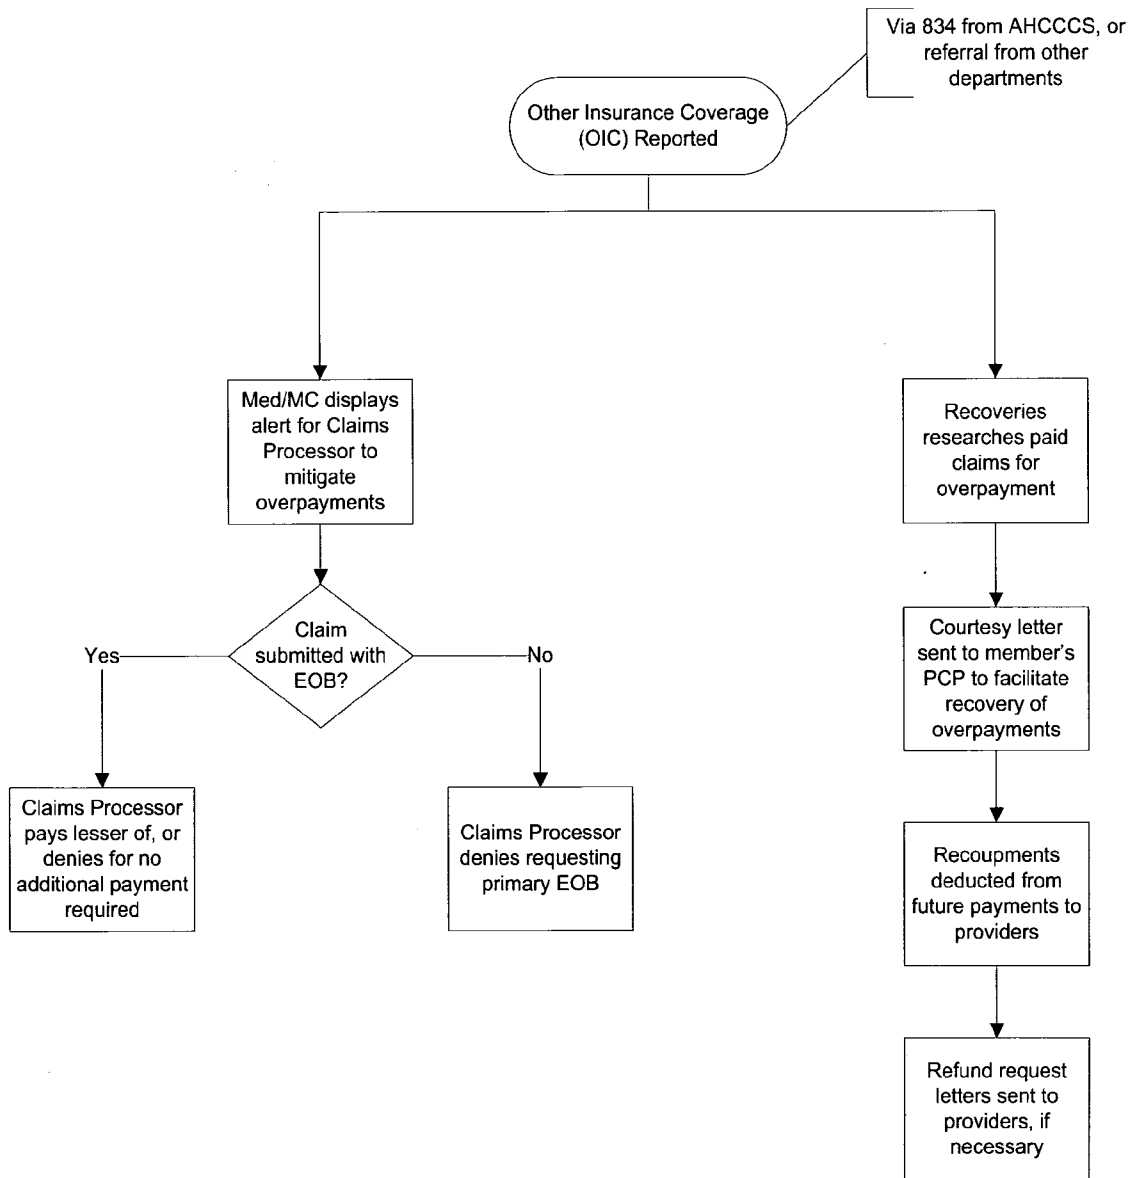 Via 834 from AHCCCS, or
referral from other
departments
Other Insurance Coverage
(OIC) Reported
Med/MC displays
alert for Claims
Processor to
mitigate
overpayments
Recoveries
researches paid
claims for
overpayment
Claim
submitted with
EOB?
Yes
No
Courtesy letter
sent to member's
PCP to facilitate
recovery of
overpayments
Claims Processor
pays lesser of, or
denies for no
additional payment
required
Claims Processor
denies requesting
primary EOB
Recoupments
deducted from
future payments to
providers
Refund request
letters sent to
providers, if
necessary